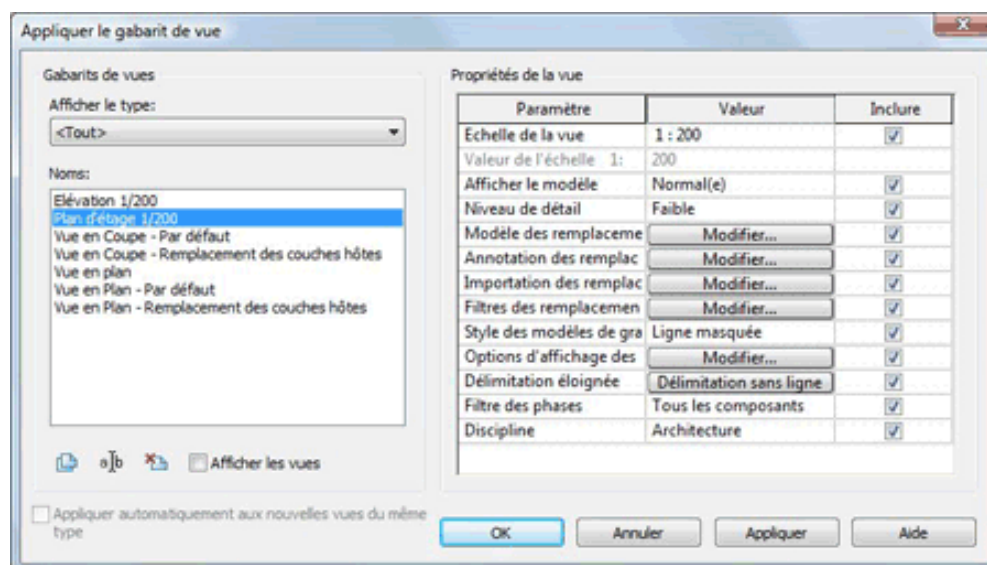 Appliquer le gabarit de vue
Gabarits de vues
Afficher le type:
<Tout>
Noms:
Elévation 1/200
Plan d'étage 1/200
Vue en Coupe - Par défaut
Vue en Coupe - Remplacement des couches hôtes
Vue en plan
Vue en Plan - Par défaut
Vue en Plan - Remplacement des couches hôtes
Afficher les vues
Appliquer automatiquement aux nouvelles vues du même
type
Propriétés de la vue
Paramètre Valeur Inclure
Echelle de la vue 1 : 200
Valeur de l'échelle 1: 200
Afficher le modèle Normal(e)
Niveau de détail Faible
Modèle des remplaceme Modifier...
Annotation des remplac Modifier...
Importation des remplac Modifier...
Filtres des remplacemen Modifier...
Style des modèles de gra Ligne masquée
Options d'affichage des Modifier...
Délimitation éloignée Délimitation sans ligne
Filtre des phases Tous les composants
Discipline Architecture
OK Annuler Appliquer Aide